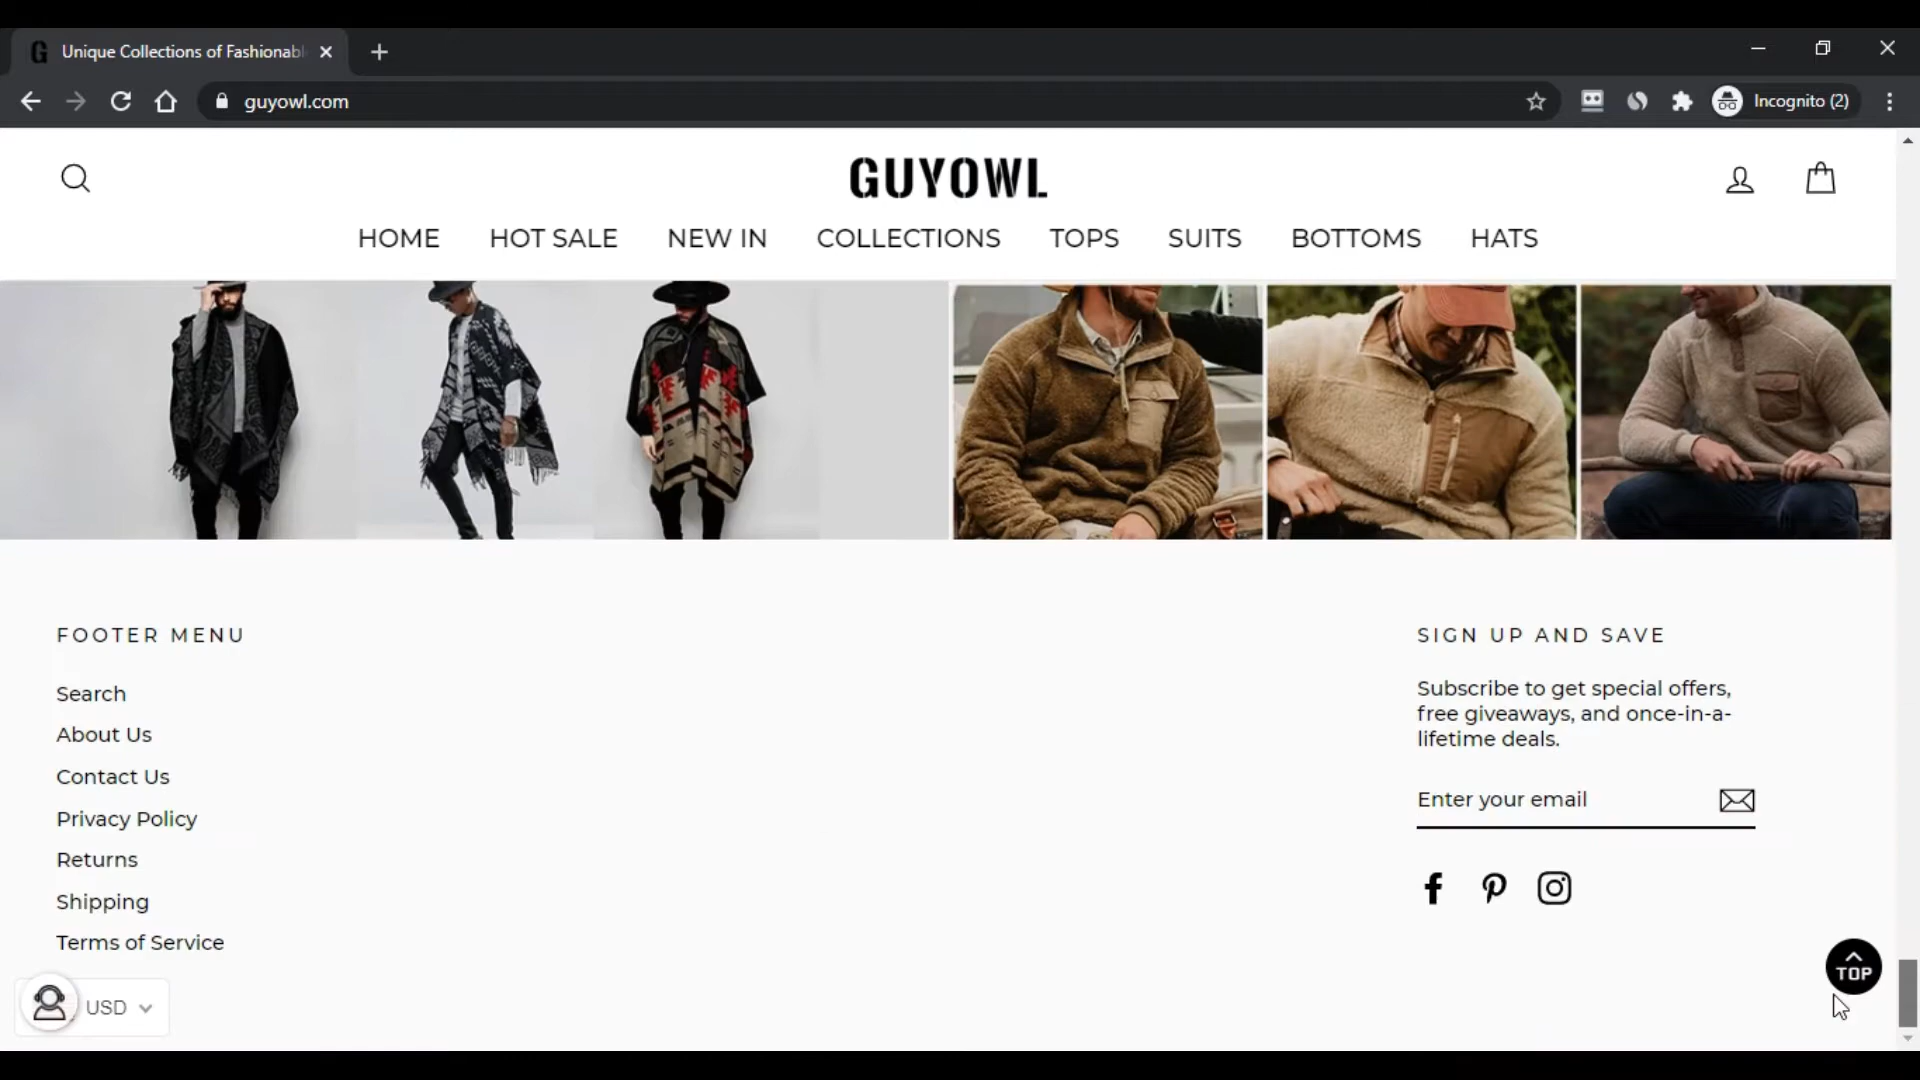 Unique Collections of Fashionabl
guyowl.com
Incognito (2)
GUYOWL
HOME HOT SALE NEW IN COLLECTIONS TOPS SUITS BOTTOMS HATS
FOOTER MENU
Search
About Us
Contact Us
Privacy Policy
Returns
Shipping
Terms of Service
SIGN UP AND SAVE
Subscribe to get special offers,
free giveaways, and once-in-a-
lifetime deals.
Enter your email
TOP
USD